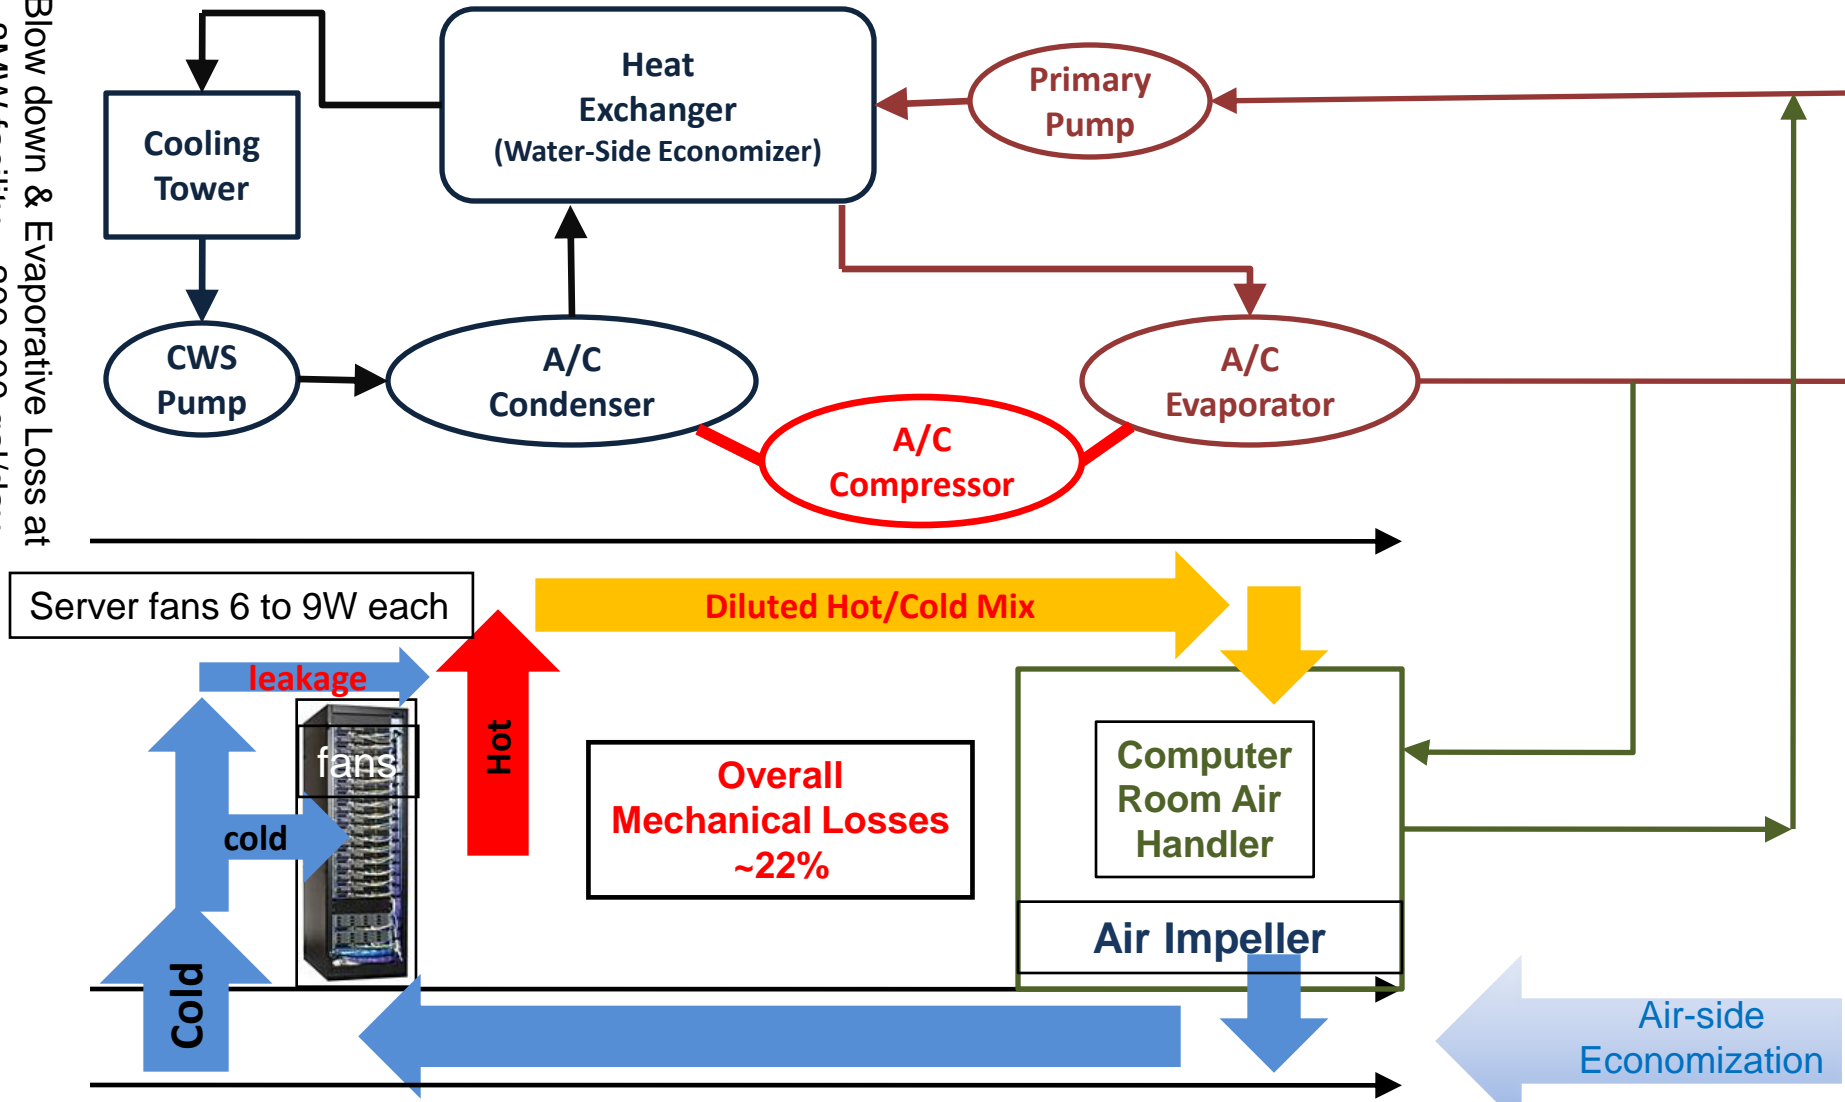 Blow down & Evaporative Loss at
Heat
Exchanger
(Water-Side Economizer)
Primary
Pump
Cooling
Tower
CWS
Pump
A/C
Condenser
A/C
Evaporator
A/C
Compressor
Server fans 6 to 9W each
Diluted Hot/Cold Mix
leakage
fans
Hot
cold
Cold
Overall
Mechanical Losses
~22%
Computer
Room Air
Handler
Air Impeller
Air-side
Economization